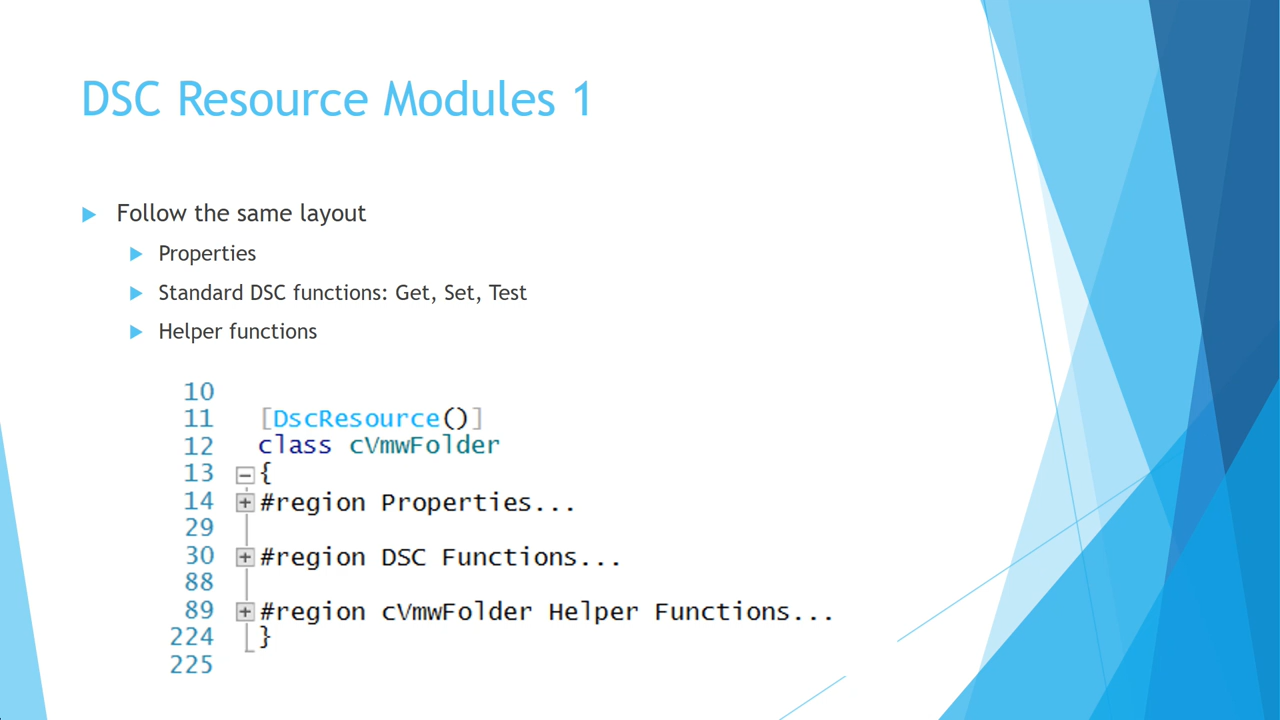 DSC Resource Modules 1
Follow the same layout
Properties
Standard DSC functions: Get, Set, Test
Helper functions
10
11 [DscResource()]
12 class cVmwFolder
13 {
14 #region Properties...
29
30 #region DSC Functions...
88
89 #region cVmwFolder Helper Functions...
224 }
225